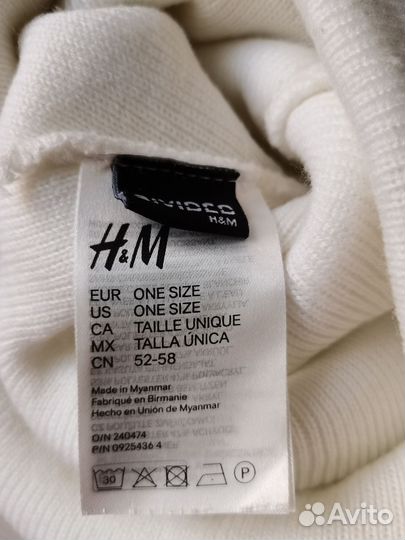 DIVIDED
H&M
H&M
EUR ONE SIZE
US ONE SIZE
CA TAILLE UNIQUE
MX TALLA ÚNICA
CN 52-58
Made in Myanmar
Fabriqué en Birmanie
Hecho en Unión de Myanmar
O/N 240474
P/N 0925436 4
30 P
Avito